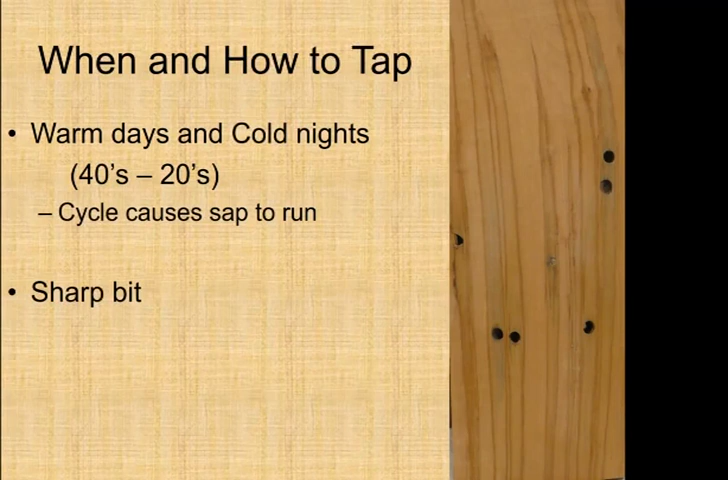 When and How to Tap
• Warm days and Cold nights
(40's – 20's)
– Cycle causes sap to run
• Sharp bit